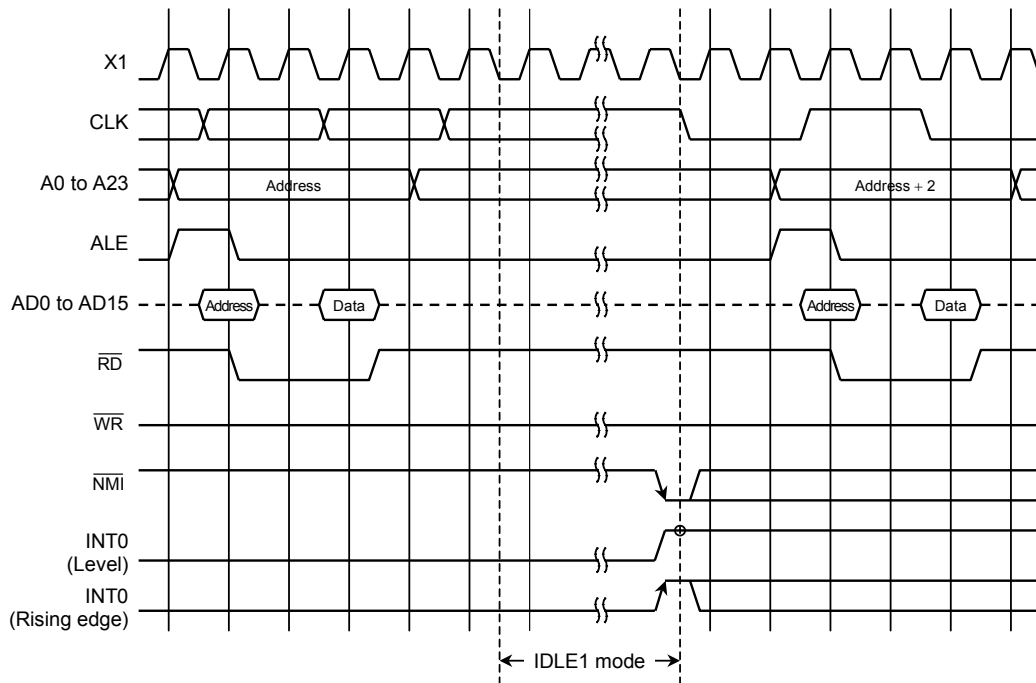 X1
CLK
A0 to A23
Address
Address + 2
ALE
AD0 to AD15
Address
Data
Address
Data
RD
WR
NMI
INT0
(Level)
INT0
(Rising edge)
IDLE1 mode